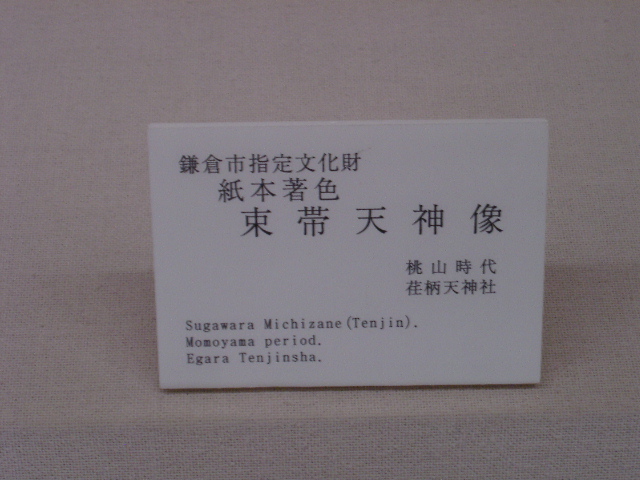 鎌倉市指定文化財
紙本著色
束帯天神像
桃山時代
荏柄天神社
Sugawara Michizane(Tenjin).
Momoyama period.
Egara Tenjinsha.